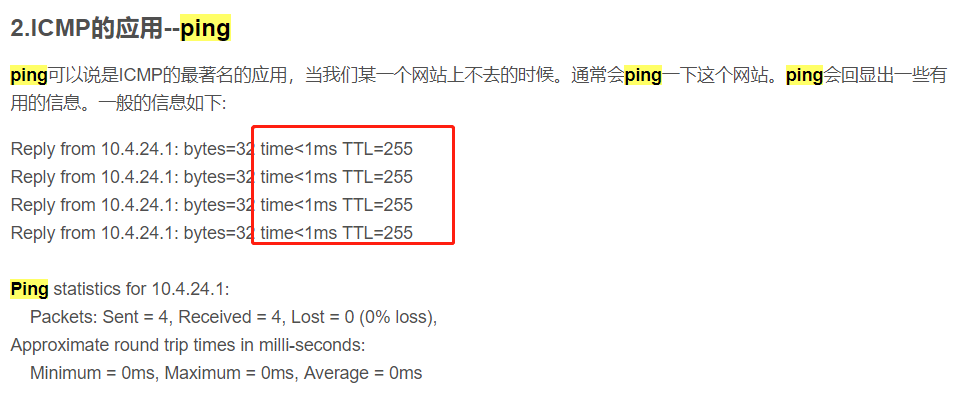 2.ICMP的应用--ping
ping可以说是ICMP的最著名的应用，当我们某一个网站上不去的时候。通常会ping一下这个网站。ping会回显出一些有
用的信息。一般的信息如下:
Reply from 10.4.24.1: bytes=32 time<1ms TTL=255
Reply from 10.4.24.1: bytes=32 time<1ms TTL=255
Reply from 10.4.24.1: bytes=32 time<1ms TTL=255
Reply from 10.4.24.1: bytes=32 time<1ms TTL=255
Ping statistics for 10.4.24.1:
Packets: Sent = 4, Received = 4, Lost = 0 (0% loss),
Approximate round trip times in milli-seconds:
Minimum = 0ms, Maximum = 0ms, Average = 0ms